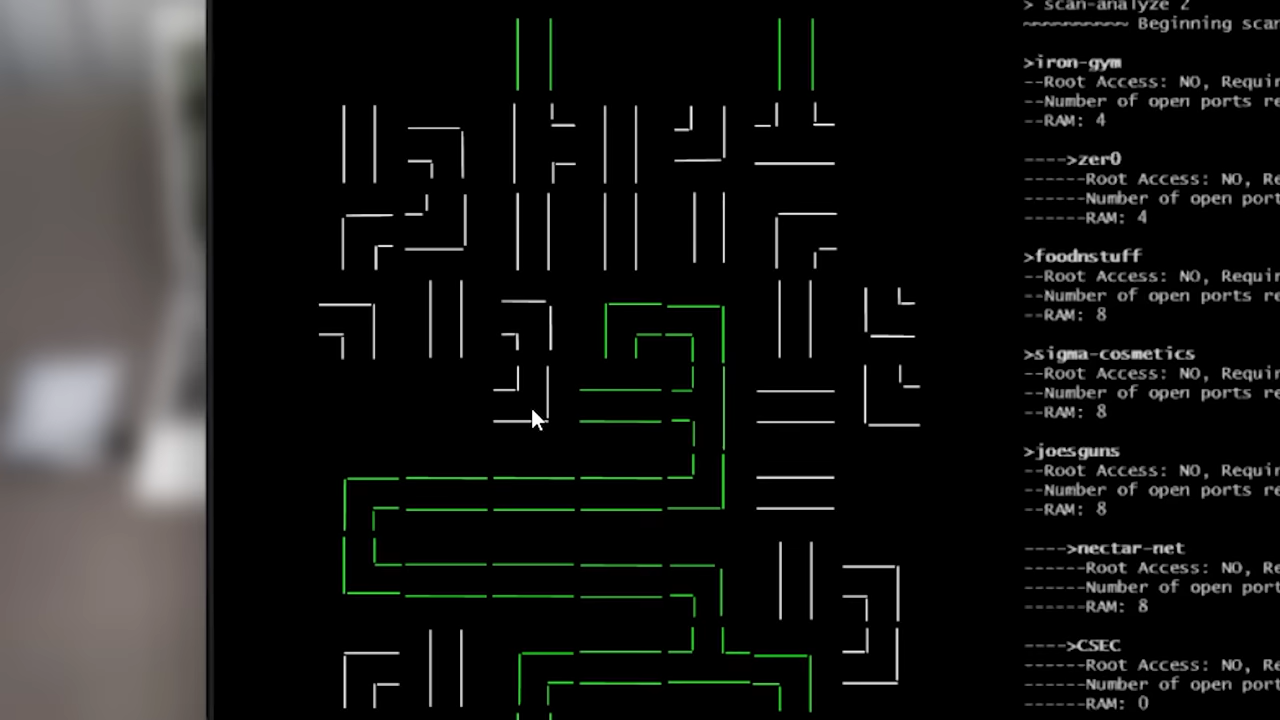 > scan-analyze 2
~~~~~~~~~~ Beginning scan
>iron-gym
--Root Access: NO, Requir
--Number of open ports re
--RAM: 4
---->zer0
------Root Access: NO, Re
------Number of open port
------RAM: 4
>foodnstuff
--Root Access: NO, Requir
--Number of open ports re
--RAM: 8
>sigma-cosmetics
--Root Access: NO, Requir
--Number of open ports re
--RAM: 8
>joesguns
--Root Access: NO, Requir
--Number of open ports re
--RAM: 8
---->nectar-net
------Root Access: NO, Re
------Number of open port
------RAM: 8
---->CSEC
------Root Access: NO, Re
------Number of open port
------RAM: 0